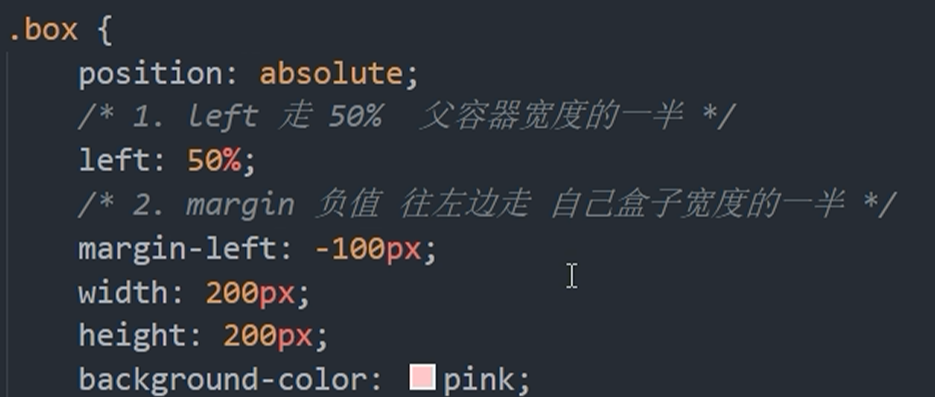 .box {
position: absolute;
/* 1. left 走 50% 父容器宽度的一半 */
left: 50%;
/* 2. margin 负值 往左边走 自己盒子宽度的一半 */
margin-left: -100px;
width: 200px;
height: 200px;
background-color: pink;